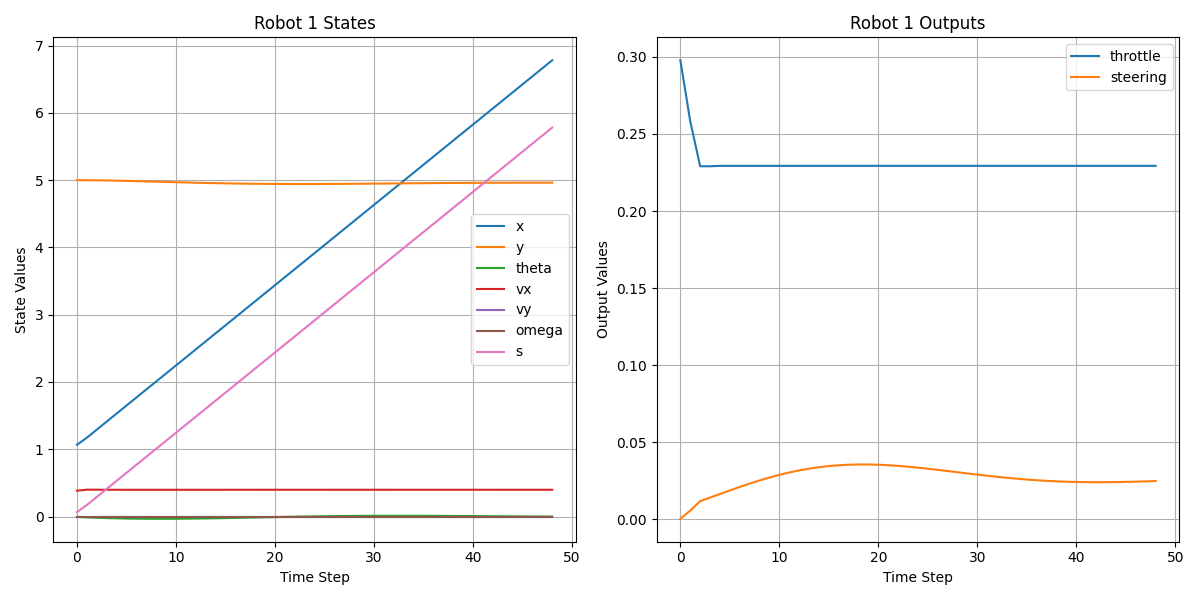 Robot 1 States
State Values
7
6
5
4
3
2
1
0
x
y
theta
vx
vy
omega
s
0 10 20 30 40 50
Time Step
Robot 1 Outputs
Output Values
0.30
0.25
0.20
0.15
0.10
0.05
0.00
throttle
steering
0 10 20 30 40 50
Time Step